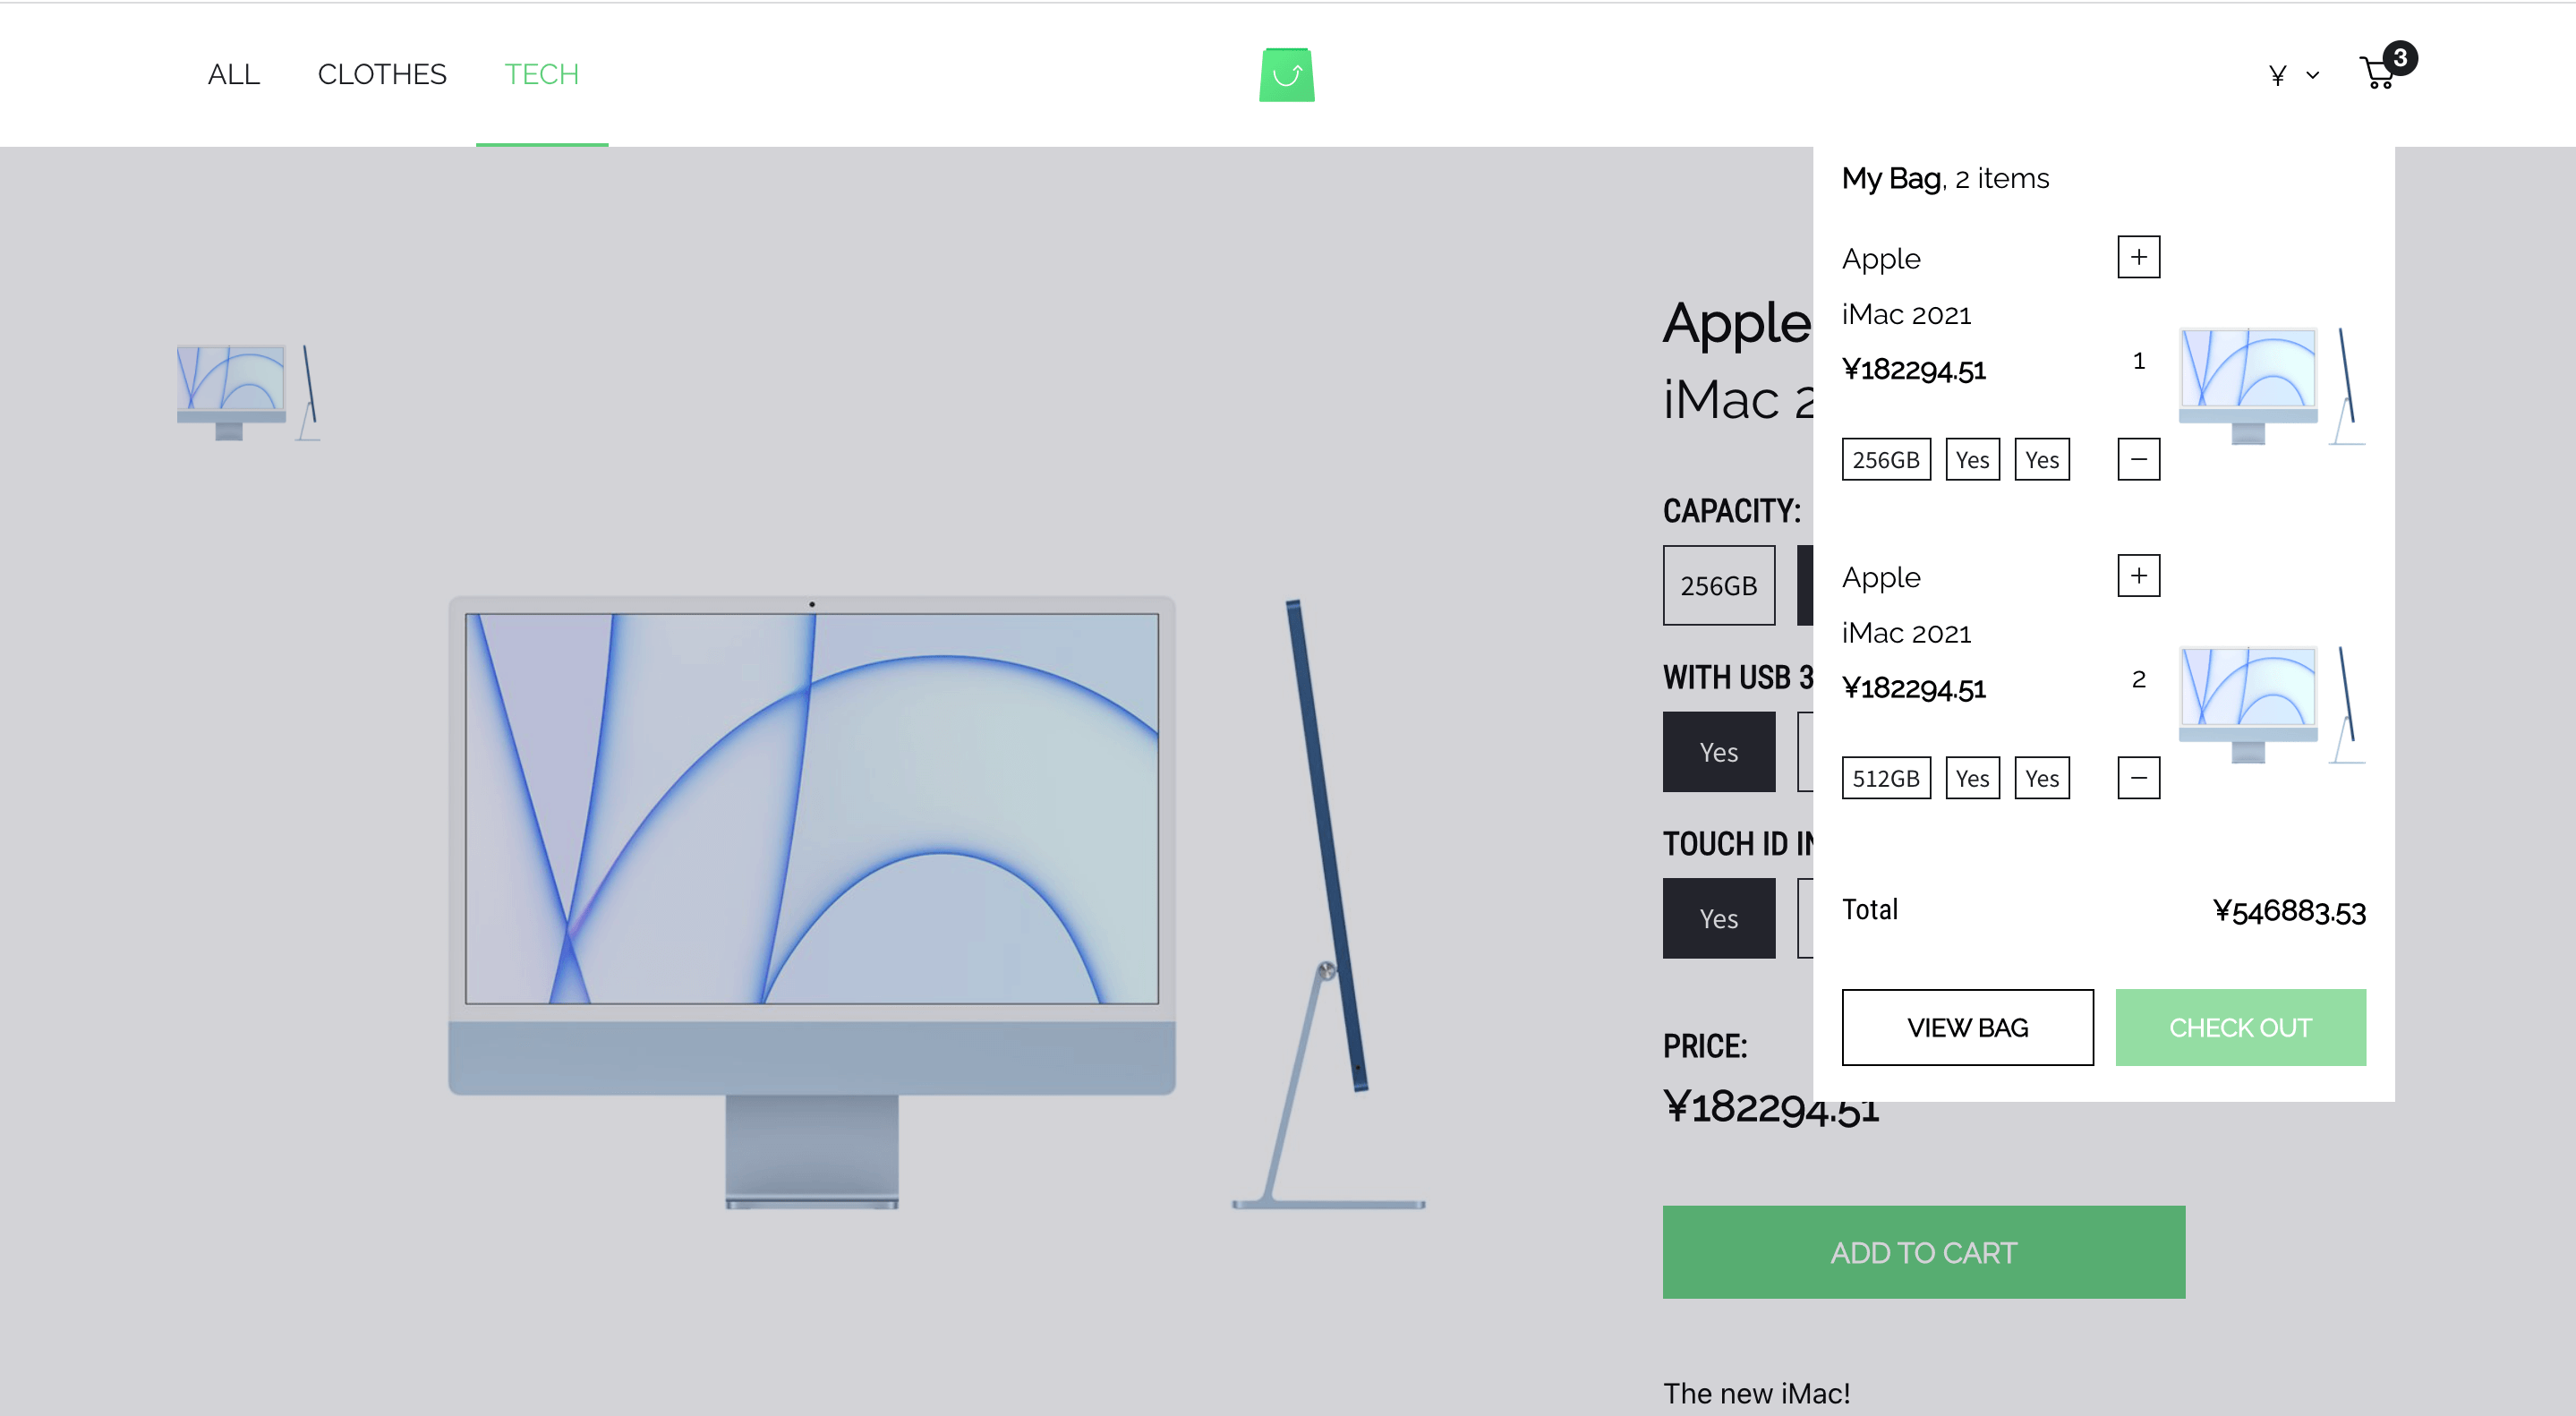 ALL CLOTHES TECH
¥ 3
My Bag, 2 items
Apple +
iMac 2021
¥182294.51 1
256GB Yes Yes −
Apple +
iMac 2021
¥182294.51 2
512GB Yes Yes −
Total ¥546883.53
VIEW BAG CHECK OUT
Apple
iMac
CAPACITY:
256GB
WITH USB 3
Yes
TOUCH ID
Yes
PRICE:
¥182294.51
ADD TO CART
The new iMac!